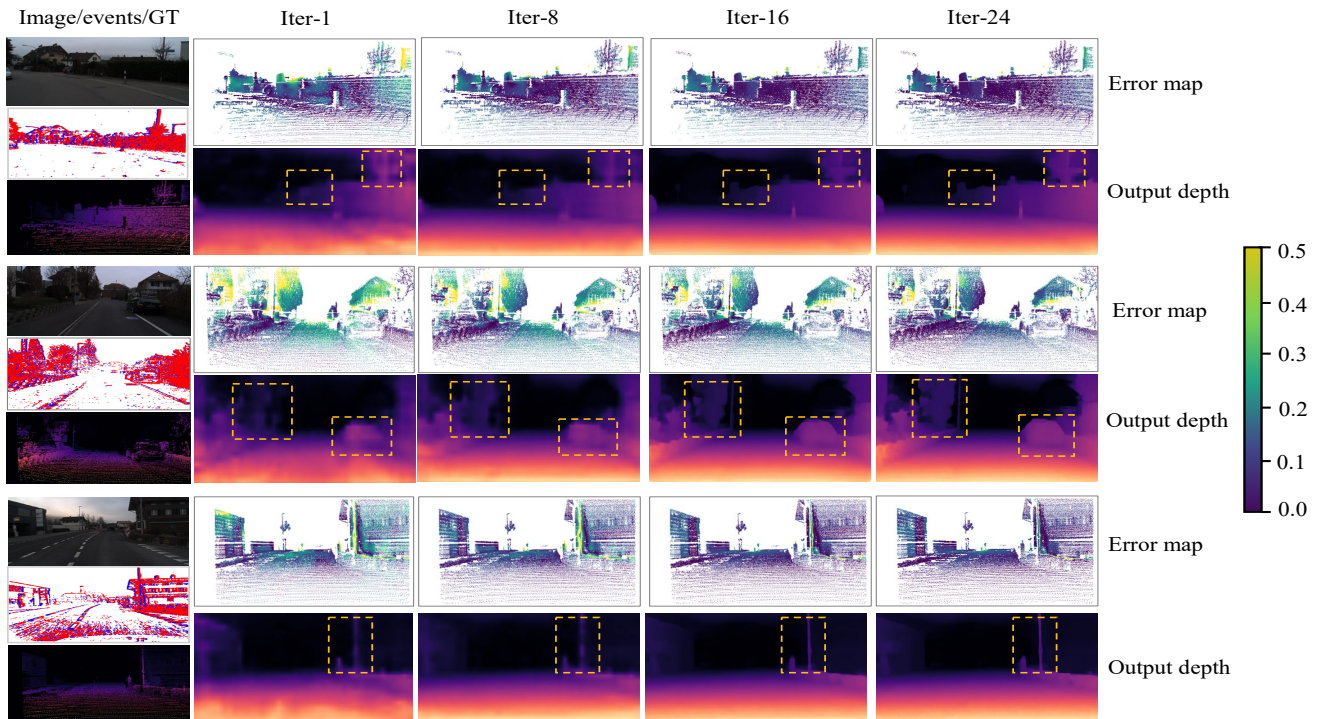 Image/events/GT Iter-1 Iter-8 Iter-16 Iter-24
Error map
Output depth
0.5
Error map
0.4
0.3
Output depth
0.2
0.1
0.0
Error map
Output depth